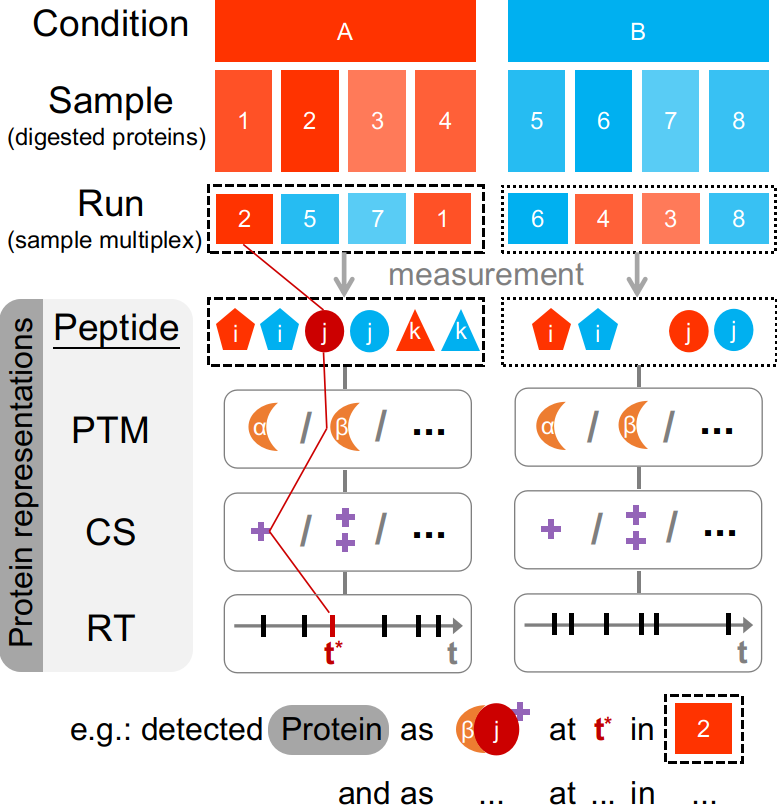 Condition A B
Sample
(digested proteins)
1 2 3 4 5 6 7 8
Run
(sample multiplex)
2 5 7 1 6 4 3 8
measurement
Protein representations
Peptide i i j j k k i i j j
PTM α / β / ... α / β / ...
CS + / + + / ... + / + + / ...
RT t* t t
e.g.: detected Protein as β j + at t* in 2
and as ... at ... in ...